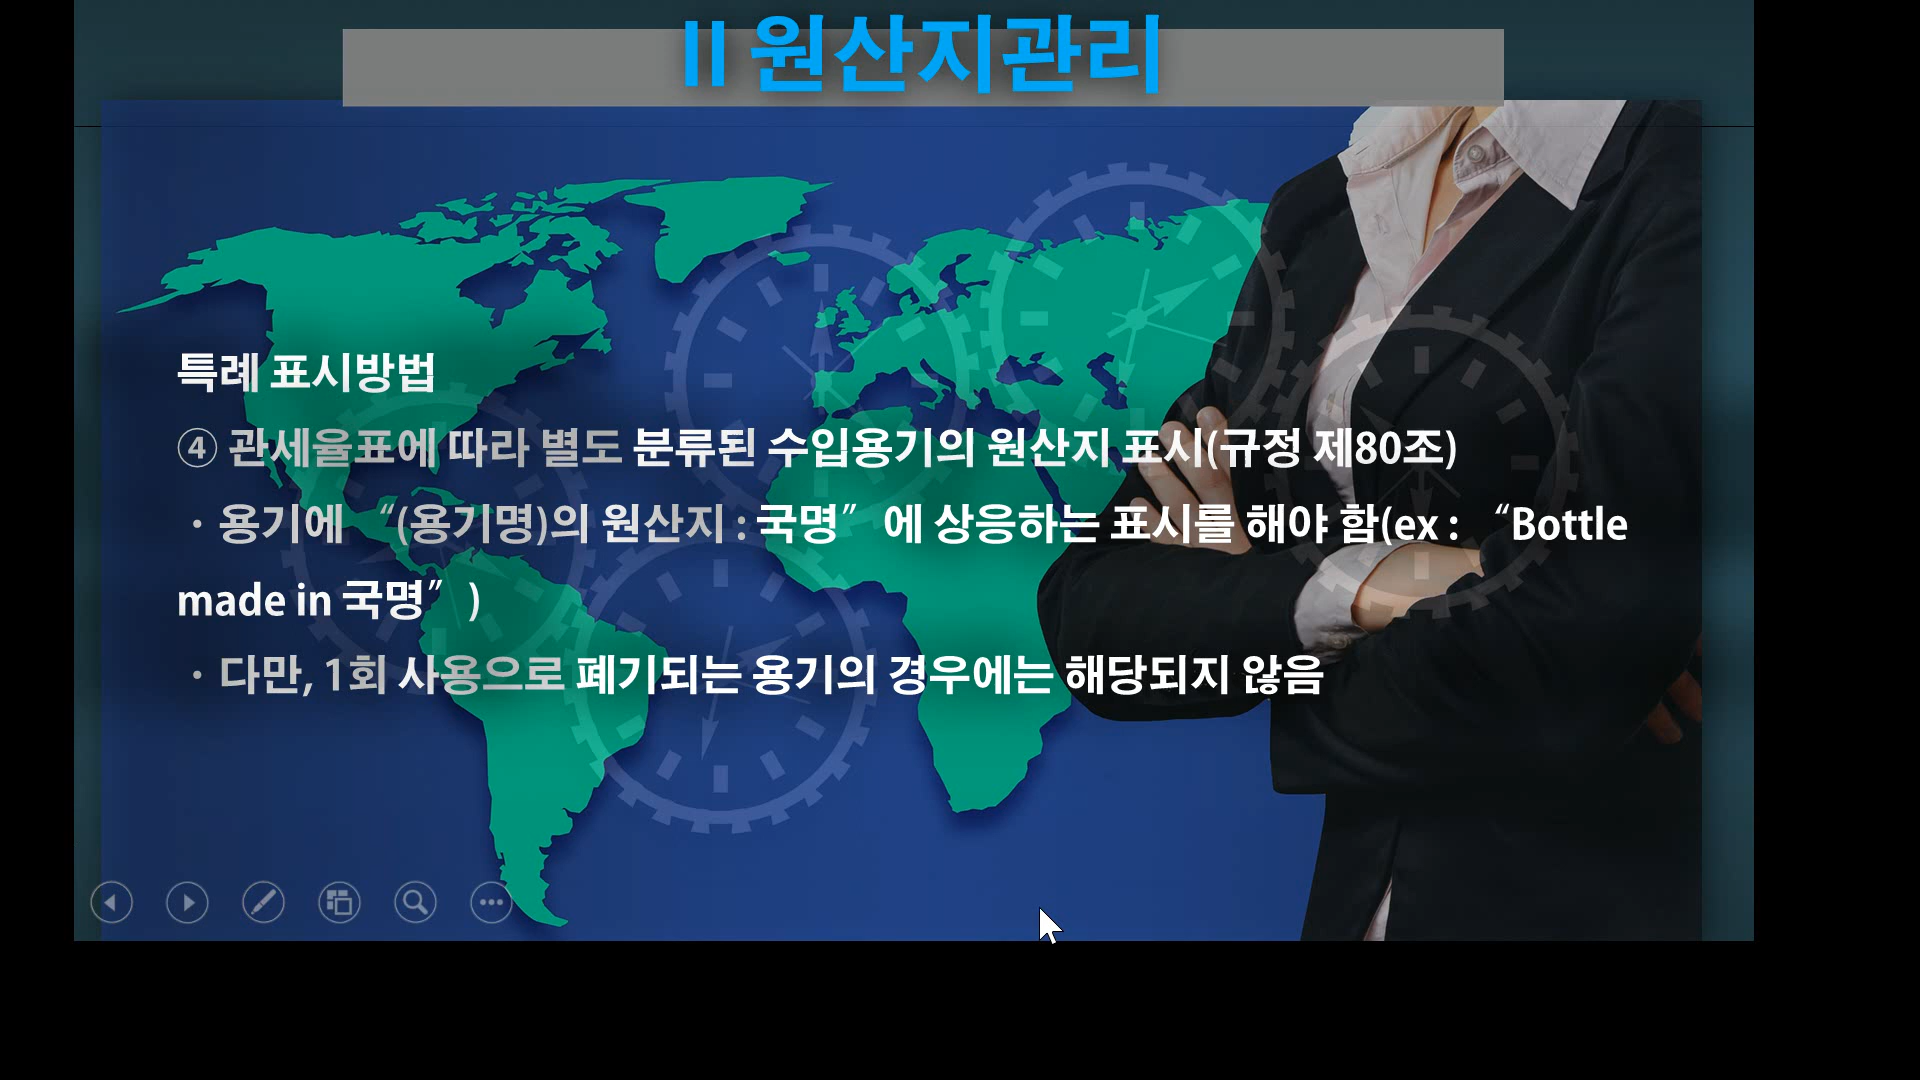 Ⅱ 원산지관리
특례 표시방법
④ 관세율표에 따라 별도 분류된 수입용기의 원산지 표시(규정 제80조)
・용기에 “(용기명)의 원산지 : 국명”에 상응하는 표시를 해야 함(ex : “Bottle
made in 국명”)
・다만, 1회 사용으로 폐기되는 용기의 경우에는 해당되지 않음